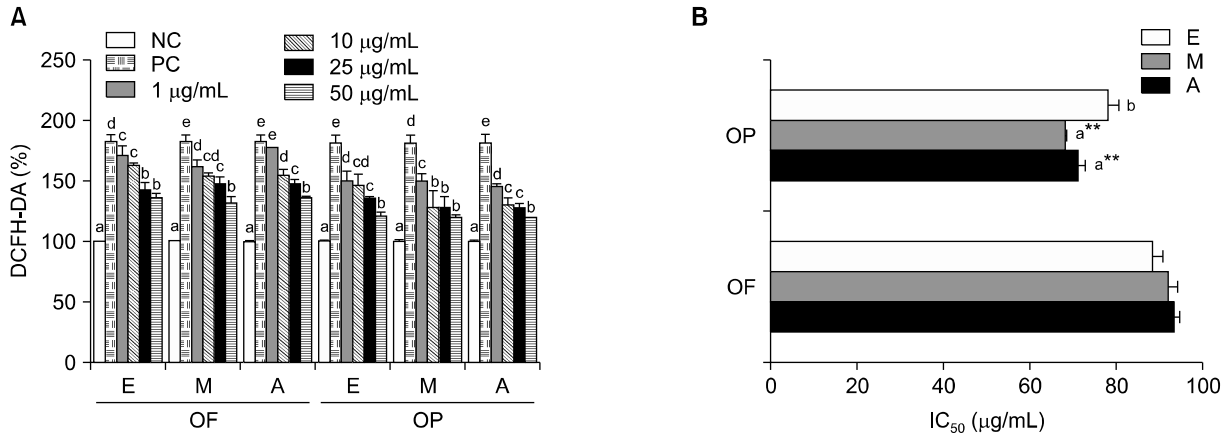 A
NC
PC
1 μg/mL
10 μg/mL
25 μg/mL
50 μg/mL
DCFH-DA (%)
250
200
150
100
50
0
a d c c b b
a e d cd c b
a e e d c b
a e d cd c b
a e c b b b
a e d c c b
E M A E M A
OF OP
B
E
M
A
OP
b
a**
a**
OF
0 20 40 60 80 100
IC50 (μg/mL)